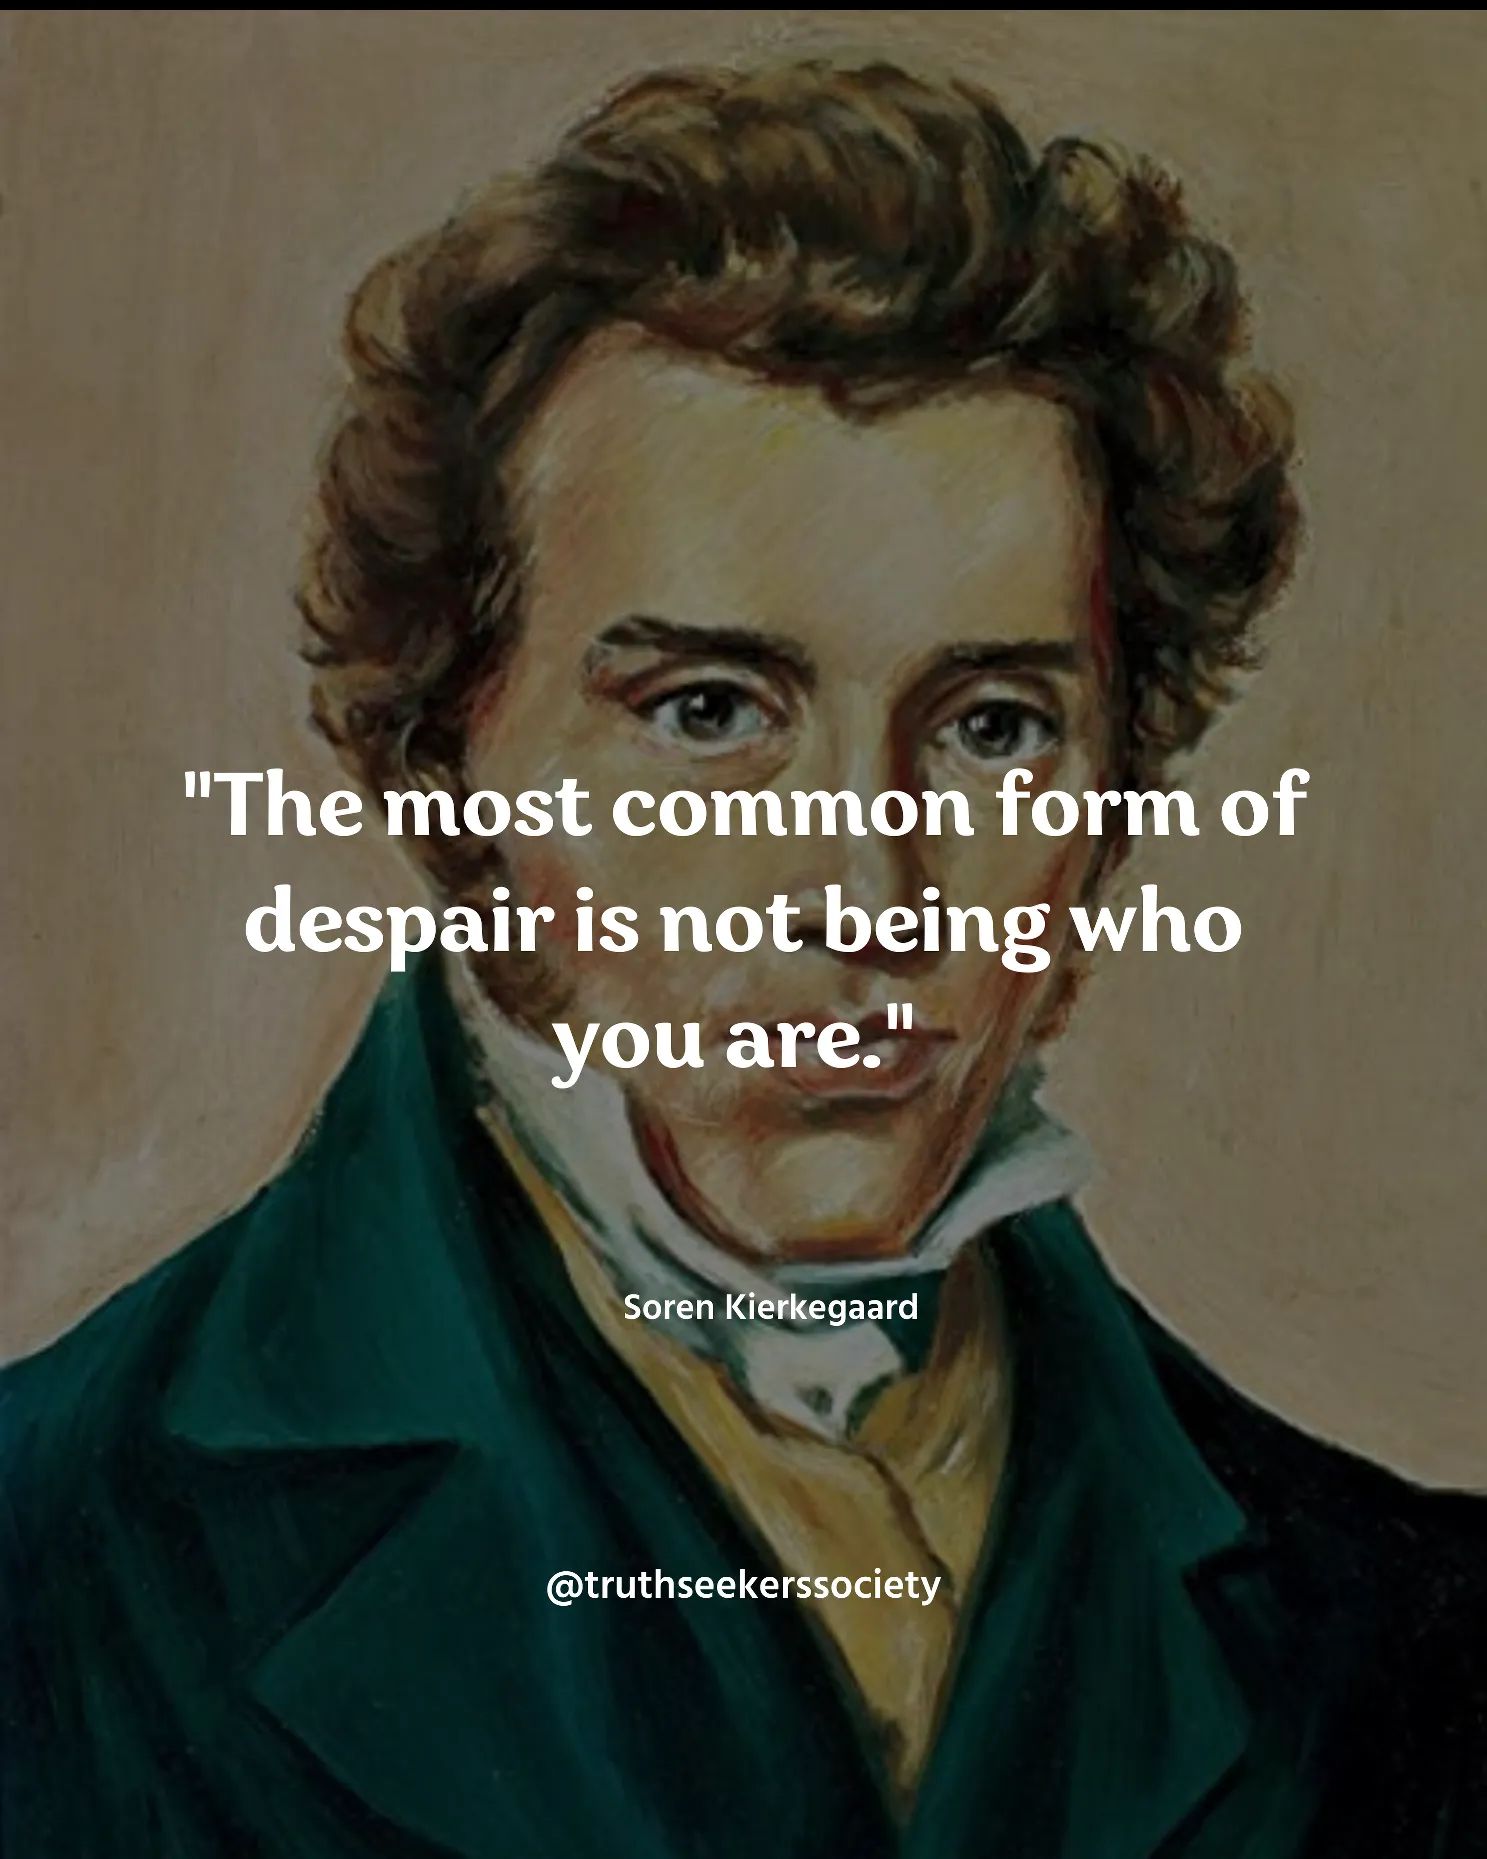 "The most common form of
despair is not being who
you are."
Soren Kierkegaard
@truthseekerssociety